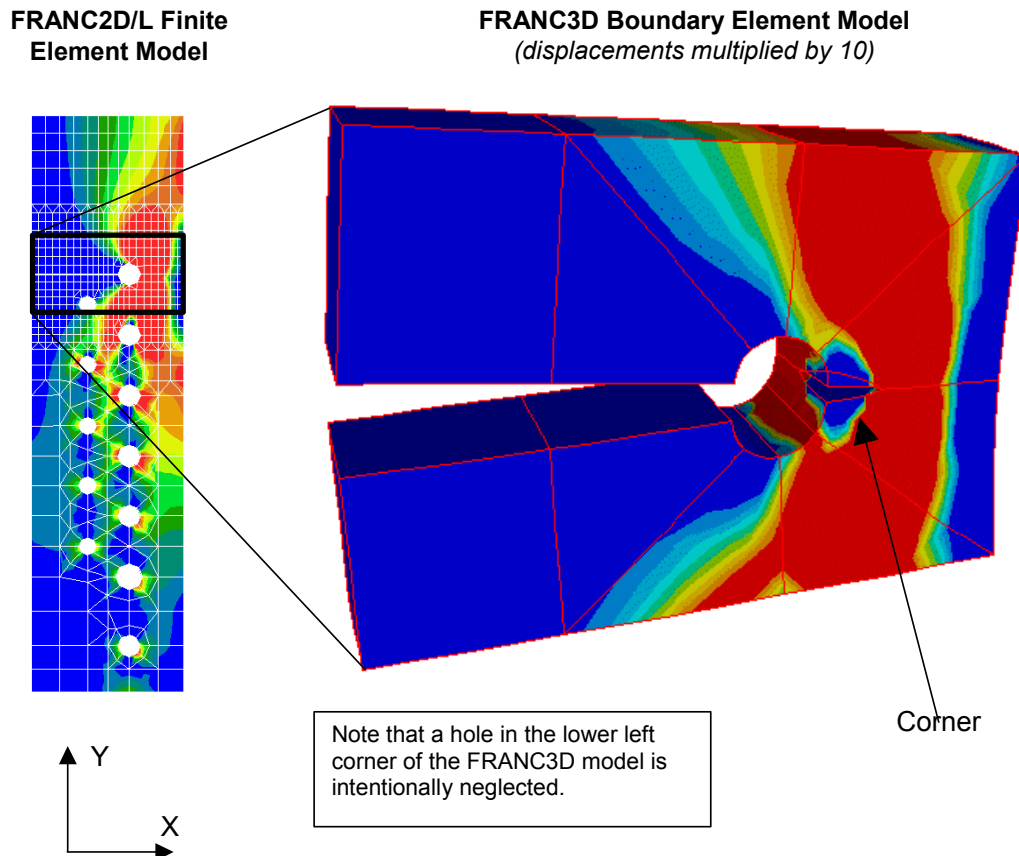 FRANC2D/L Finite
Element Model
FRANC3D Boundary Element Model
(displacements multiplied by 10)
Corner
Note that a hole in the lower left
corner of the FRANC3D model is
intentionally neglected.
Y
X